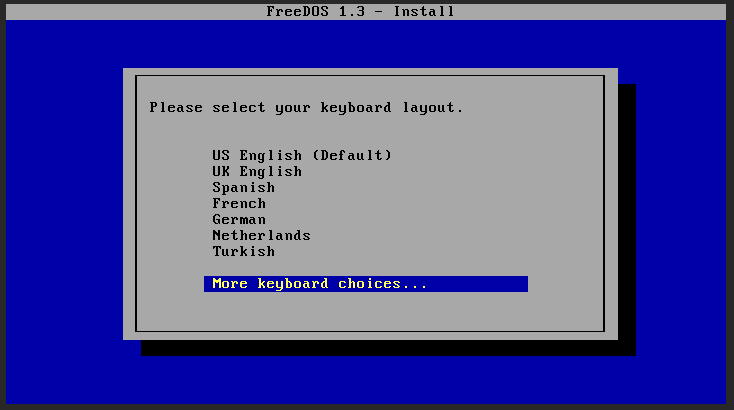 FreeDOS 1.3 - Install
Please select your keyboard layout.
US English (Default)
UK English
Spanish
French
German
Netherlands
Turkish
More keyboard choices...